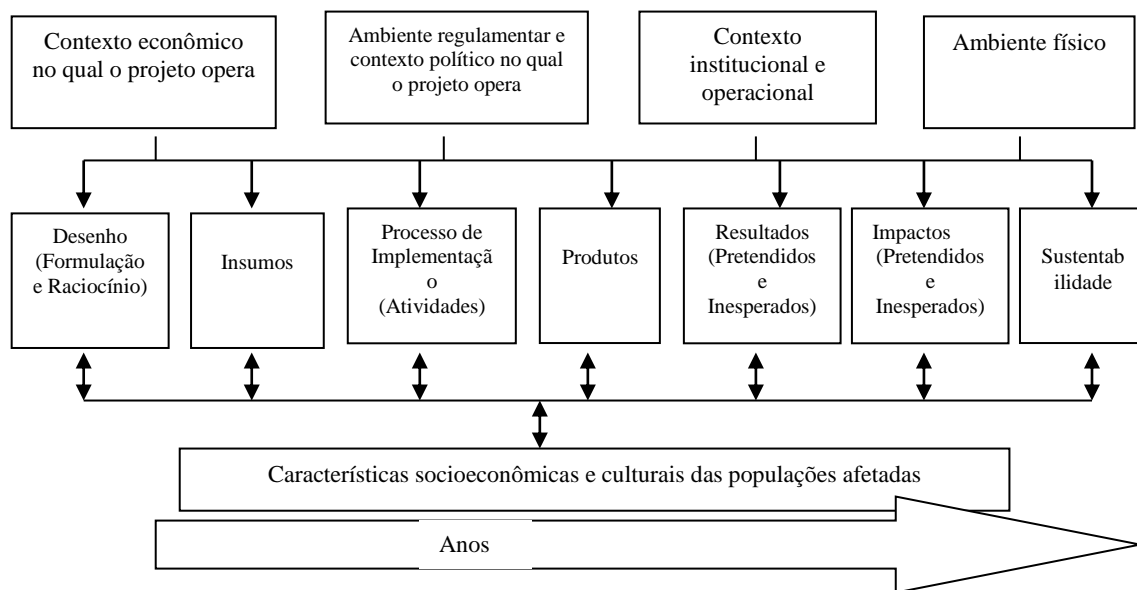 Contexto econômico
no qual o projeto opera
Ambiente regulamentar e
contexto político no qual
o projeto opera
Contexto
institucional e
operacional
Ambiente físico
Desenho
(Formulação
e Raciocínio)
Insumos
Processo de
Implementaçã
o
(Atividades)
Produtos
Resultados
(Pretendidos
e
Inesperados)
Impactos
(Pretendidos
e
Inesperados)
Sustentab
ilidade
Características socioeconômicas e culturais das populações afetadas
Anos